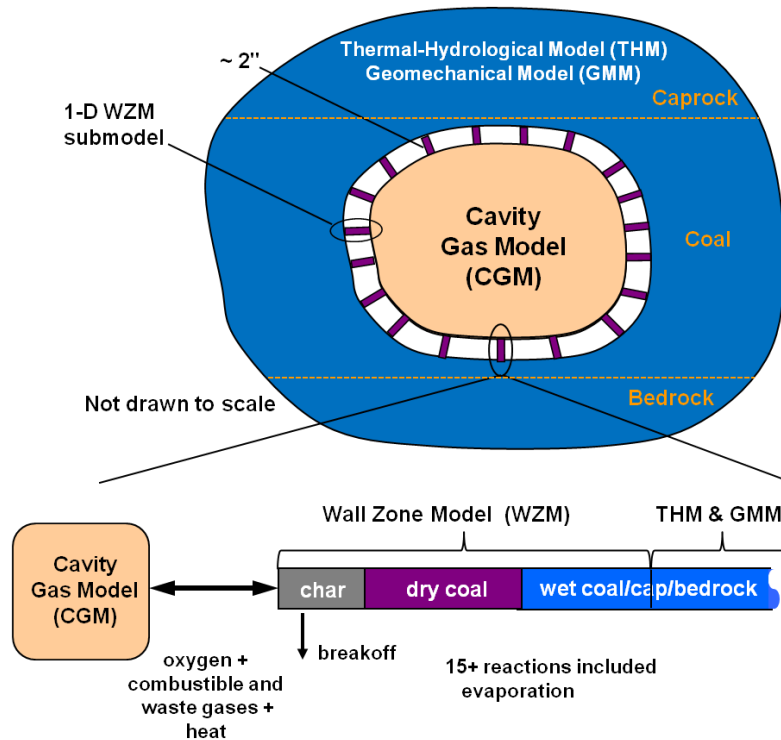 Thermal-Hydrological Model (THM)
Geomechanical Model (GMM)
~ 2"
Caprock
1-D WZM
submodel
Cavity
Gas Model
(CGM)
Coal
Bedrock
Not drawn to scale
Wall Zone Model (WZM)
THM & GMM
Cavity
Gas Model
(CGM)
char
dry coal
wet coal/cap/bedrock
breakoff
oxygen +
combustible and
waste gases +
heat
15+ reactions included
evaporation